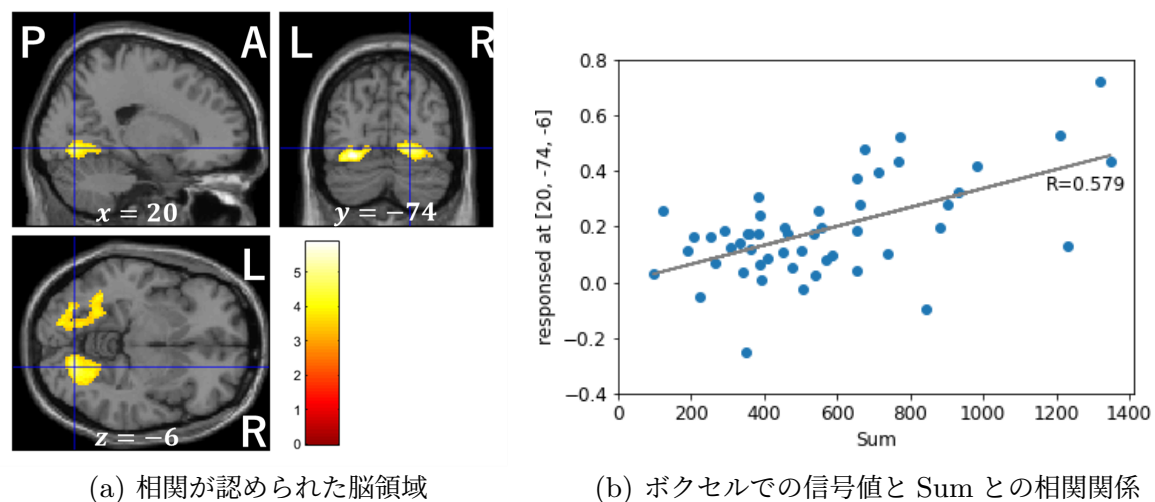 P A
x = 20
L R
y = −74
L
R
z = −6
5
4
3
2
1
0
responsed at [20, -74, -6]
0.8
0.6
0.4
0.2
0.0
−0.2
−0.4
R=0.579
0 200 400 600 800 1000 1200 1400
Sum
(a) 相関が認められた脳領域
(b) ボクセルでの信号値と Sum との相関関係